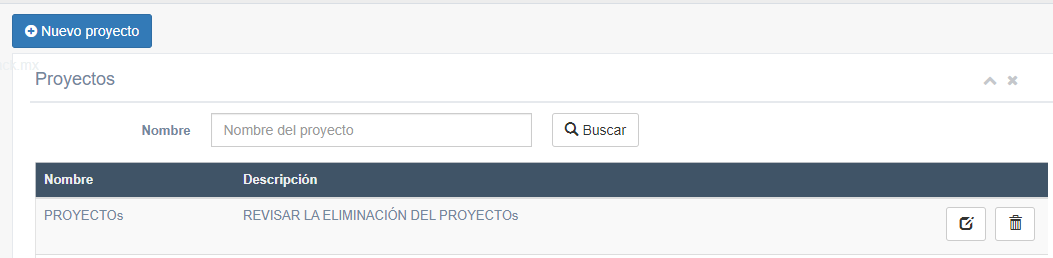 Nuevo proyecto
Proyectos
Nombre Nombre del proyecto Buscar
Nombre Descripción
PROYECTOs REVISAR LA ELIMINACIÓN DEL PROYECTOs